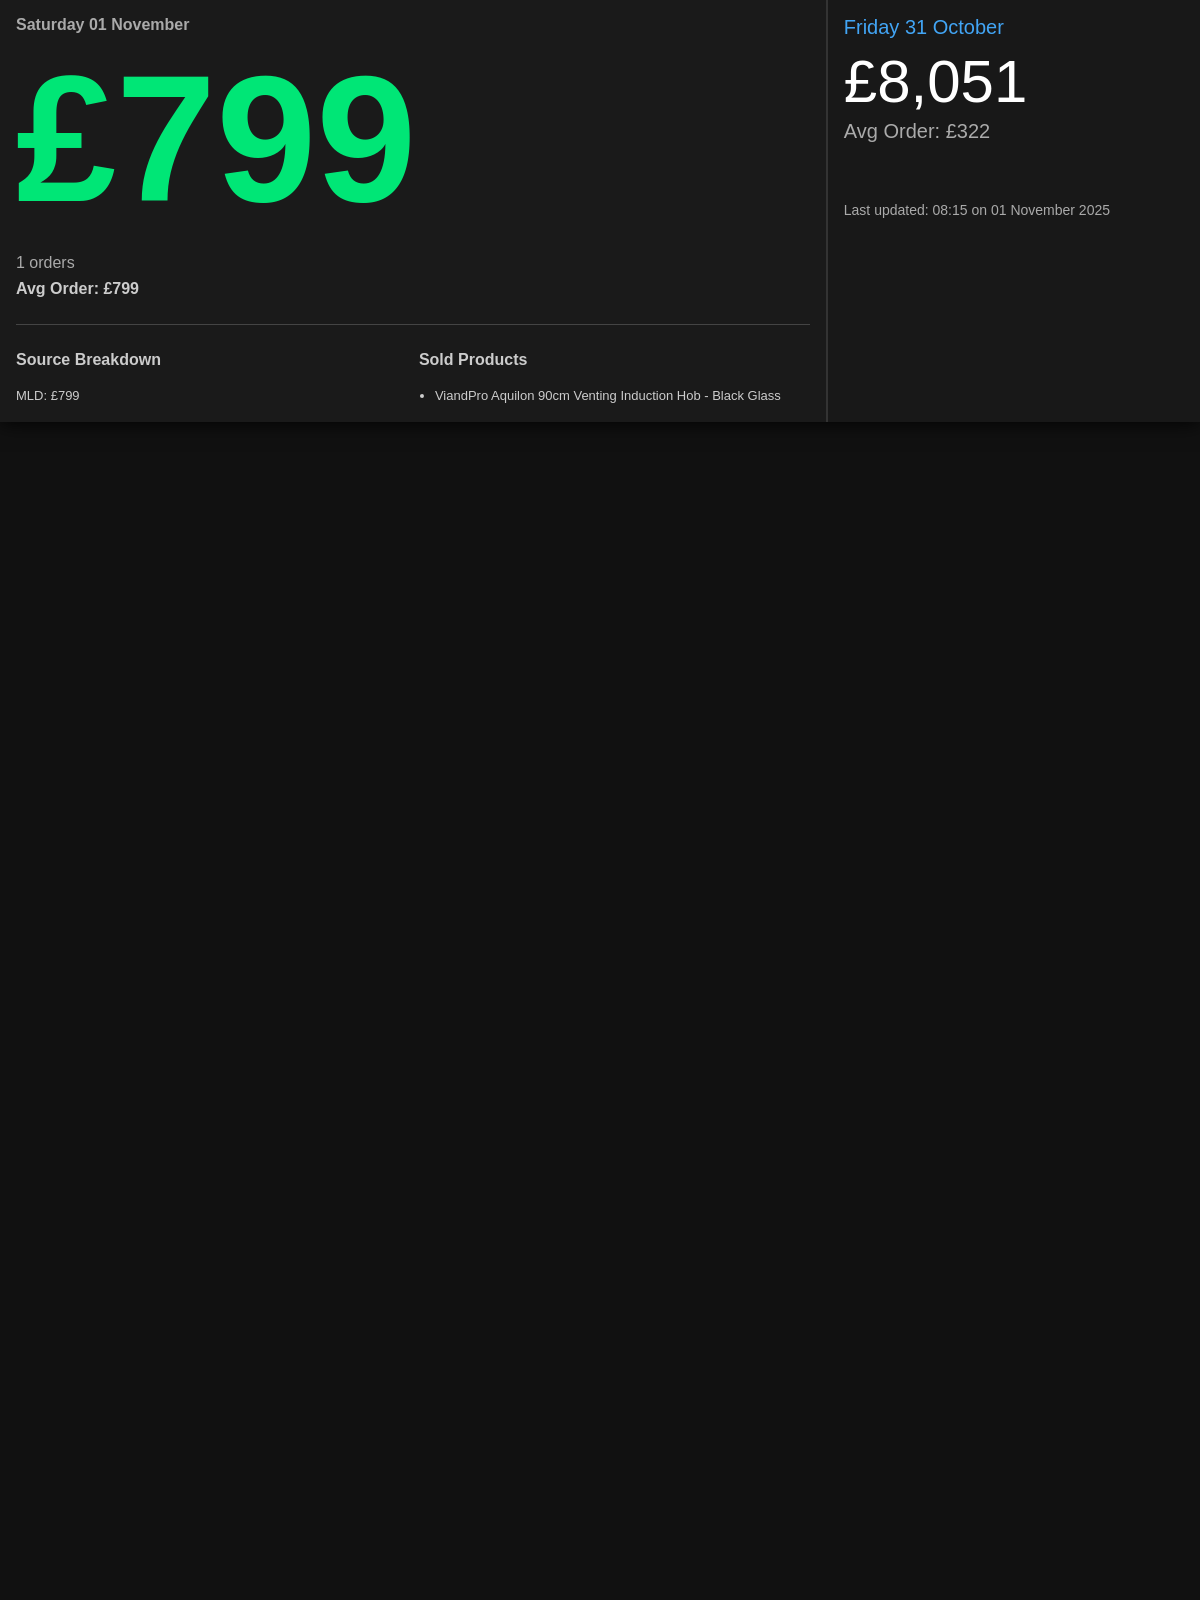 Saturday 01 November
£799
1 orders
Avg Order: £799
Source Breakdown
MLD: £799
Sold Products
• ViandPro Aquilon 90cm Venting Induction Hob - Black Glass
Friday 31 October
£8,051
Avg Order: £322
Last updated: 08:15 on 01 November 2025